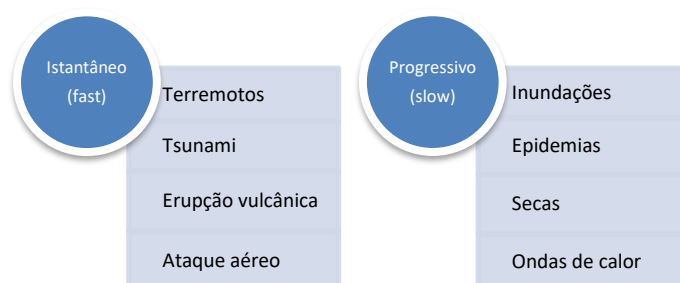 Istantâneo
(fast)
Terremotos
Tsunami
Erupção vulcânica
Ataque aéreo
Progressivo
(slow)
Inundações
Epidemias
Secas
Ondas de calor